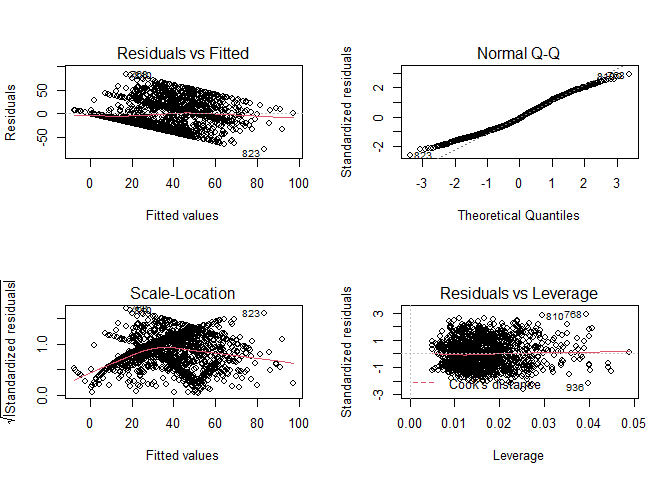 Residuals vs Fitted
Residuals
50
0
-50
823
0 20 40 60 80 100
Fitted values
Normal Q-Q
Standardized residuals
2
0
-2
823
-3 -2 -1 0 1 2 3
Theoretical Quantiles
Scale-Location
√|Standardized residuals|
1.0
0.0
823
0 20 40 60 80 100
Fitted values
Residuals vs Leverage
Standardized residuals
3
1
-1
-3
810 768
936
Cook's distance
0.00 0.01 0.02 0.03 0.04 0.05
Leverage